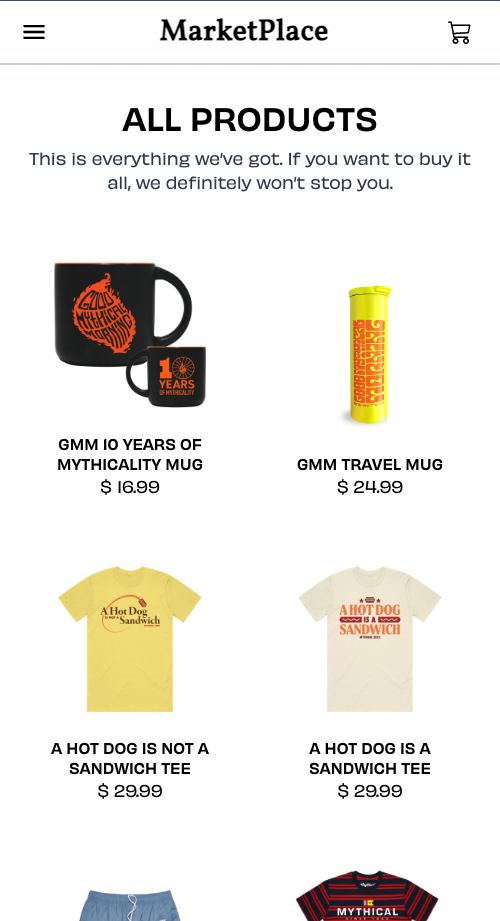 MarketPlace
ALL PRODUCTS
This is everything we've got. If you want to buy it
all, we definitely won't stop you.
GOOD
MYTHICAL
MORNING
10
YEARS
OF MYTHICALITY
GOOD MYTHICAL
MORNING
GMM 10 YEARS OF
MYTHICALITY MUG
$ 16.99
GMM TRAVEL MUG
$ 24.99
A Hot Dog
IS NOT A
Sandwich
A HOT DOG
IS A
SANDWICH
A HOT DOG IS NOT A
SANDWICH TEE
$ 29.99
A HOT DOG IS A
SANDWICH TEE
$ 29.99
MYTHICAL